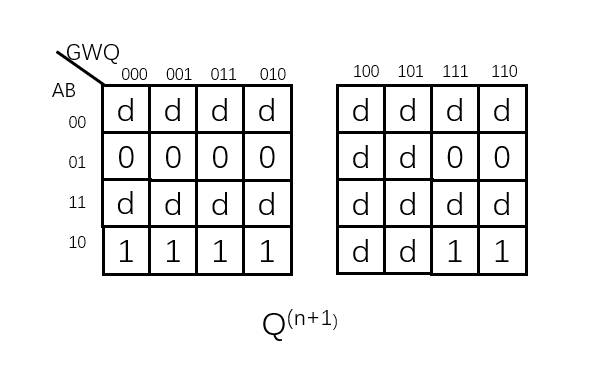 GWQ
000 001 011 010 100 101 111 110
AB
00 d d d d d d d d
01 0 0 0 0 d d 0 0
11 d d d d d d d d
10 1 1 1 1 d d 1 1
Q(n+1)